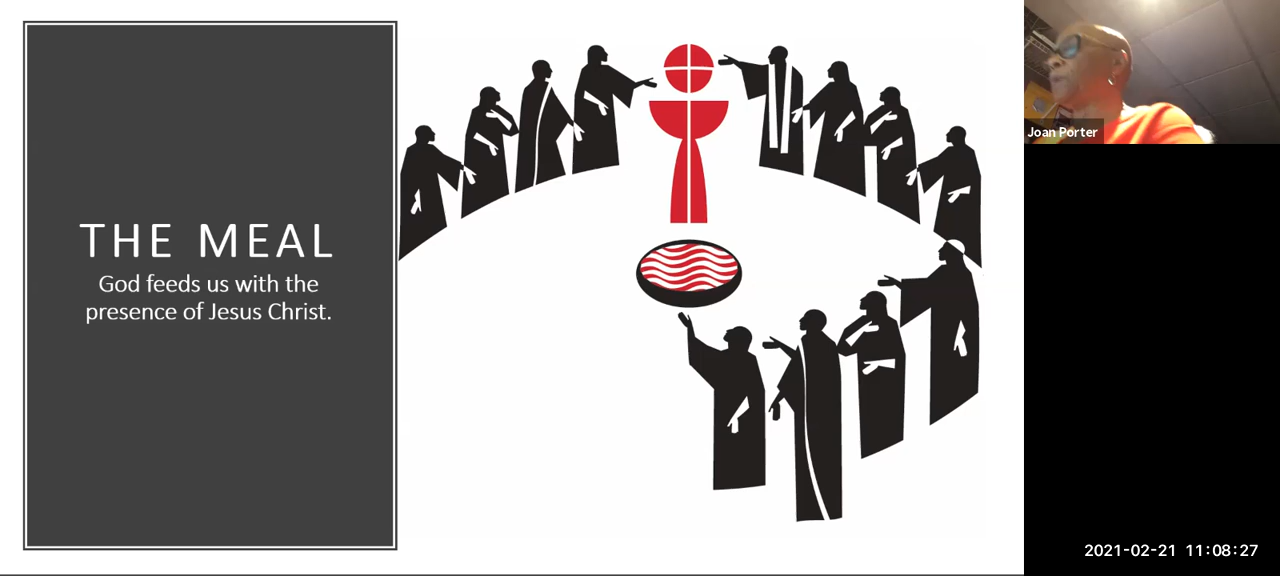 THE MEAL
God feeds us with the
presence of Jesus Christ.
Joan Porter
2021-02-21 11:08:27